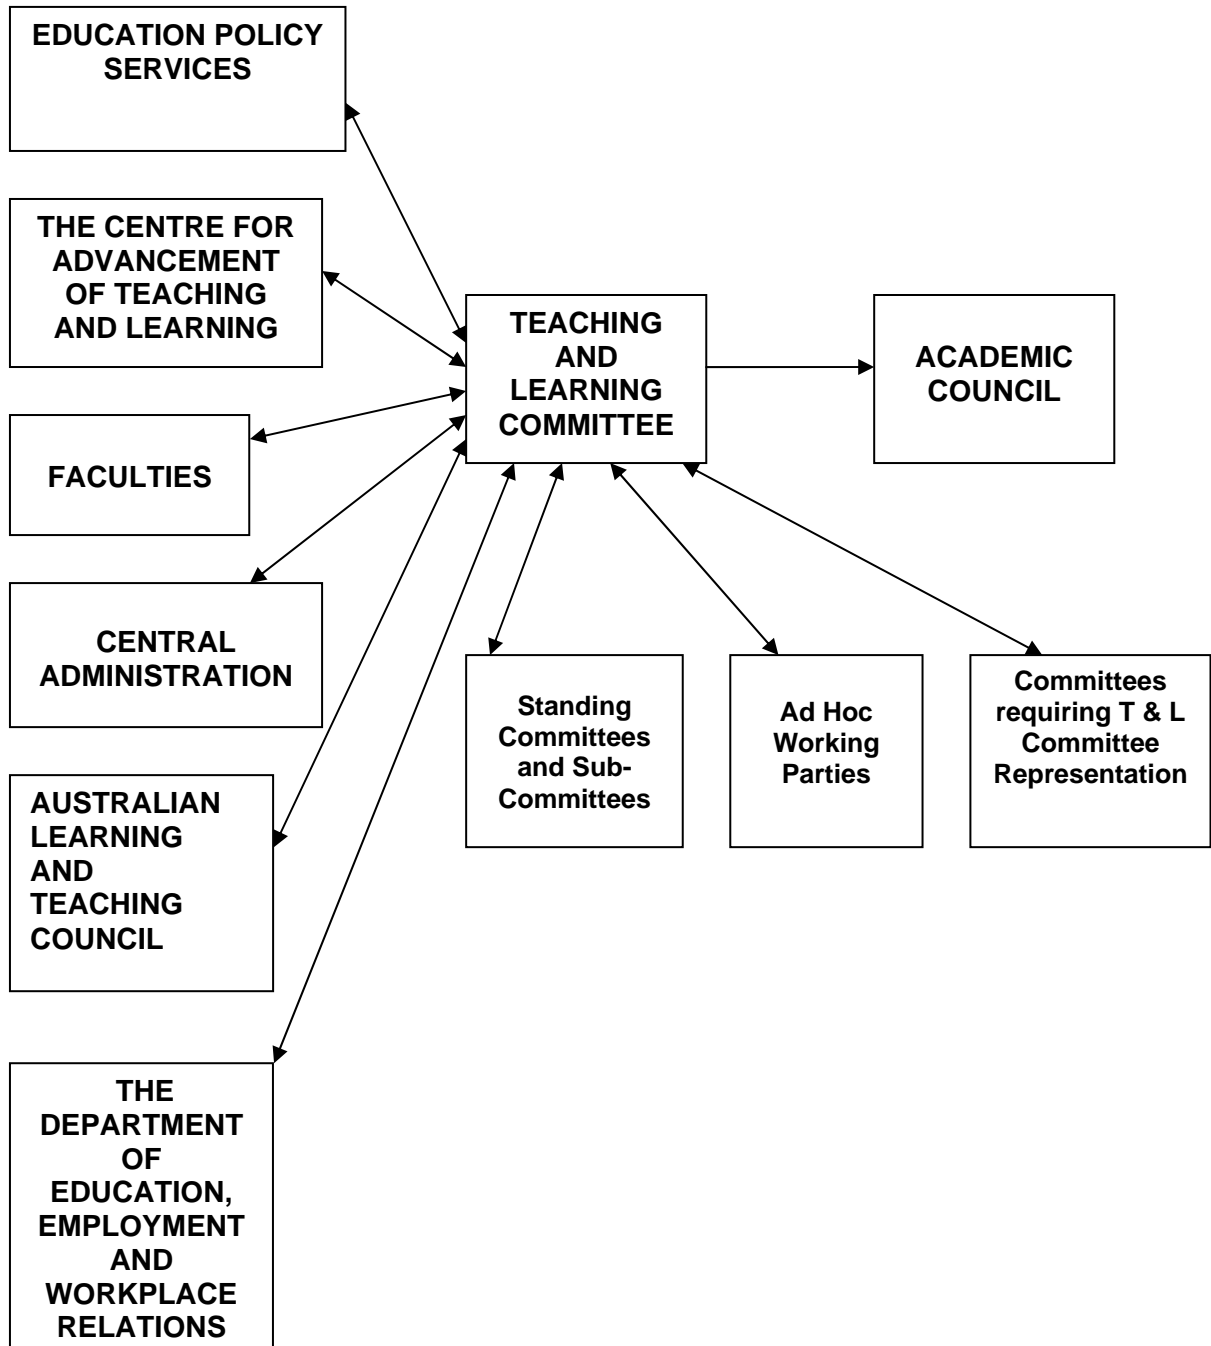 EDUCATION POLICY
SERVICES
THE CENTRE FOR
ADVANCEMENT
OF TEACHING
AND LEARNING
TEACHING
AND
LEARNING
COMMITTEE
ACADEMIC
COUNCIL
FACULTIES
CENTRAL
ADMINISTRATION
Standing
Committees
and Sub-
Committees
Ad Hoc
Working
Parties
Committees
requiring T & L
Committee
Representation
AUSTRALIAN
LEARNING
AND
TEACHING
COUNCIL
THE
DEPARTMENT
OF
EDUCATION,
EMPLOYMENT
AND
WORKPLACE
RELATIONS